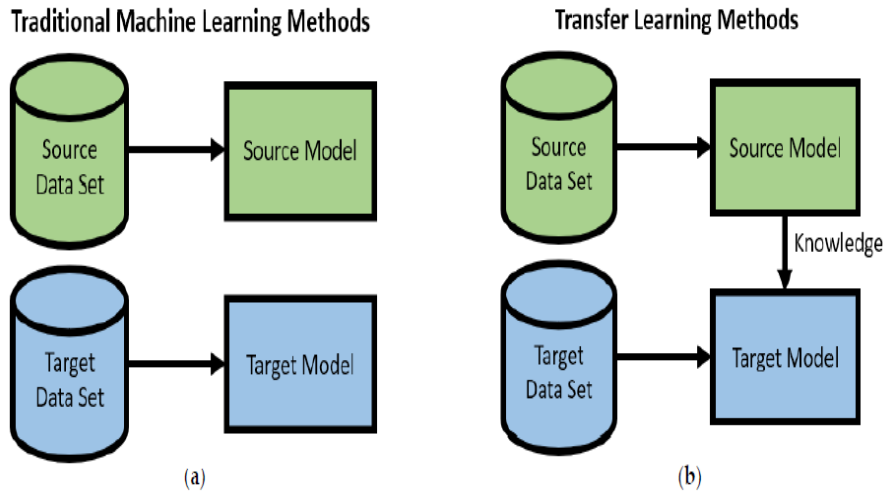 Traditional Machine Learning Methods
Source
Data Set
Source Model
Target
Data Set
Target Model
(a)
Transfer Learning Methods
Source
Data Set
Source Model
Knowledge
Target
Data Set
Target Model
(b)